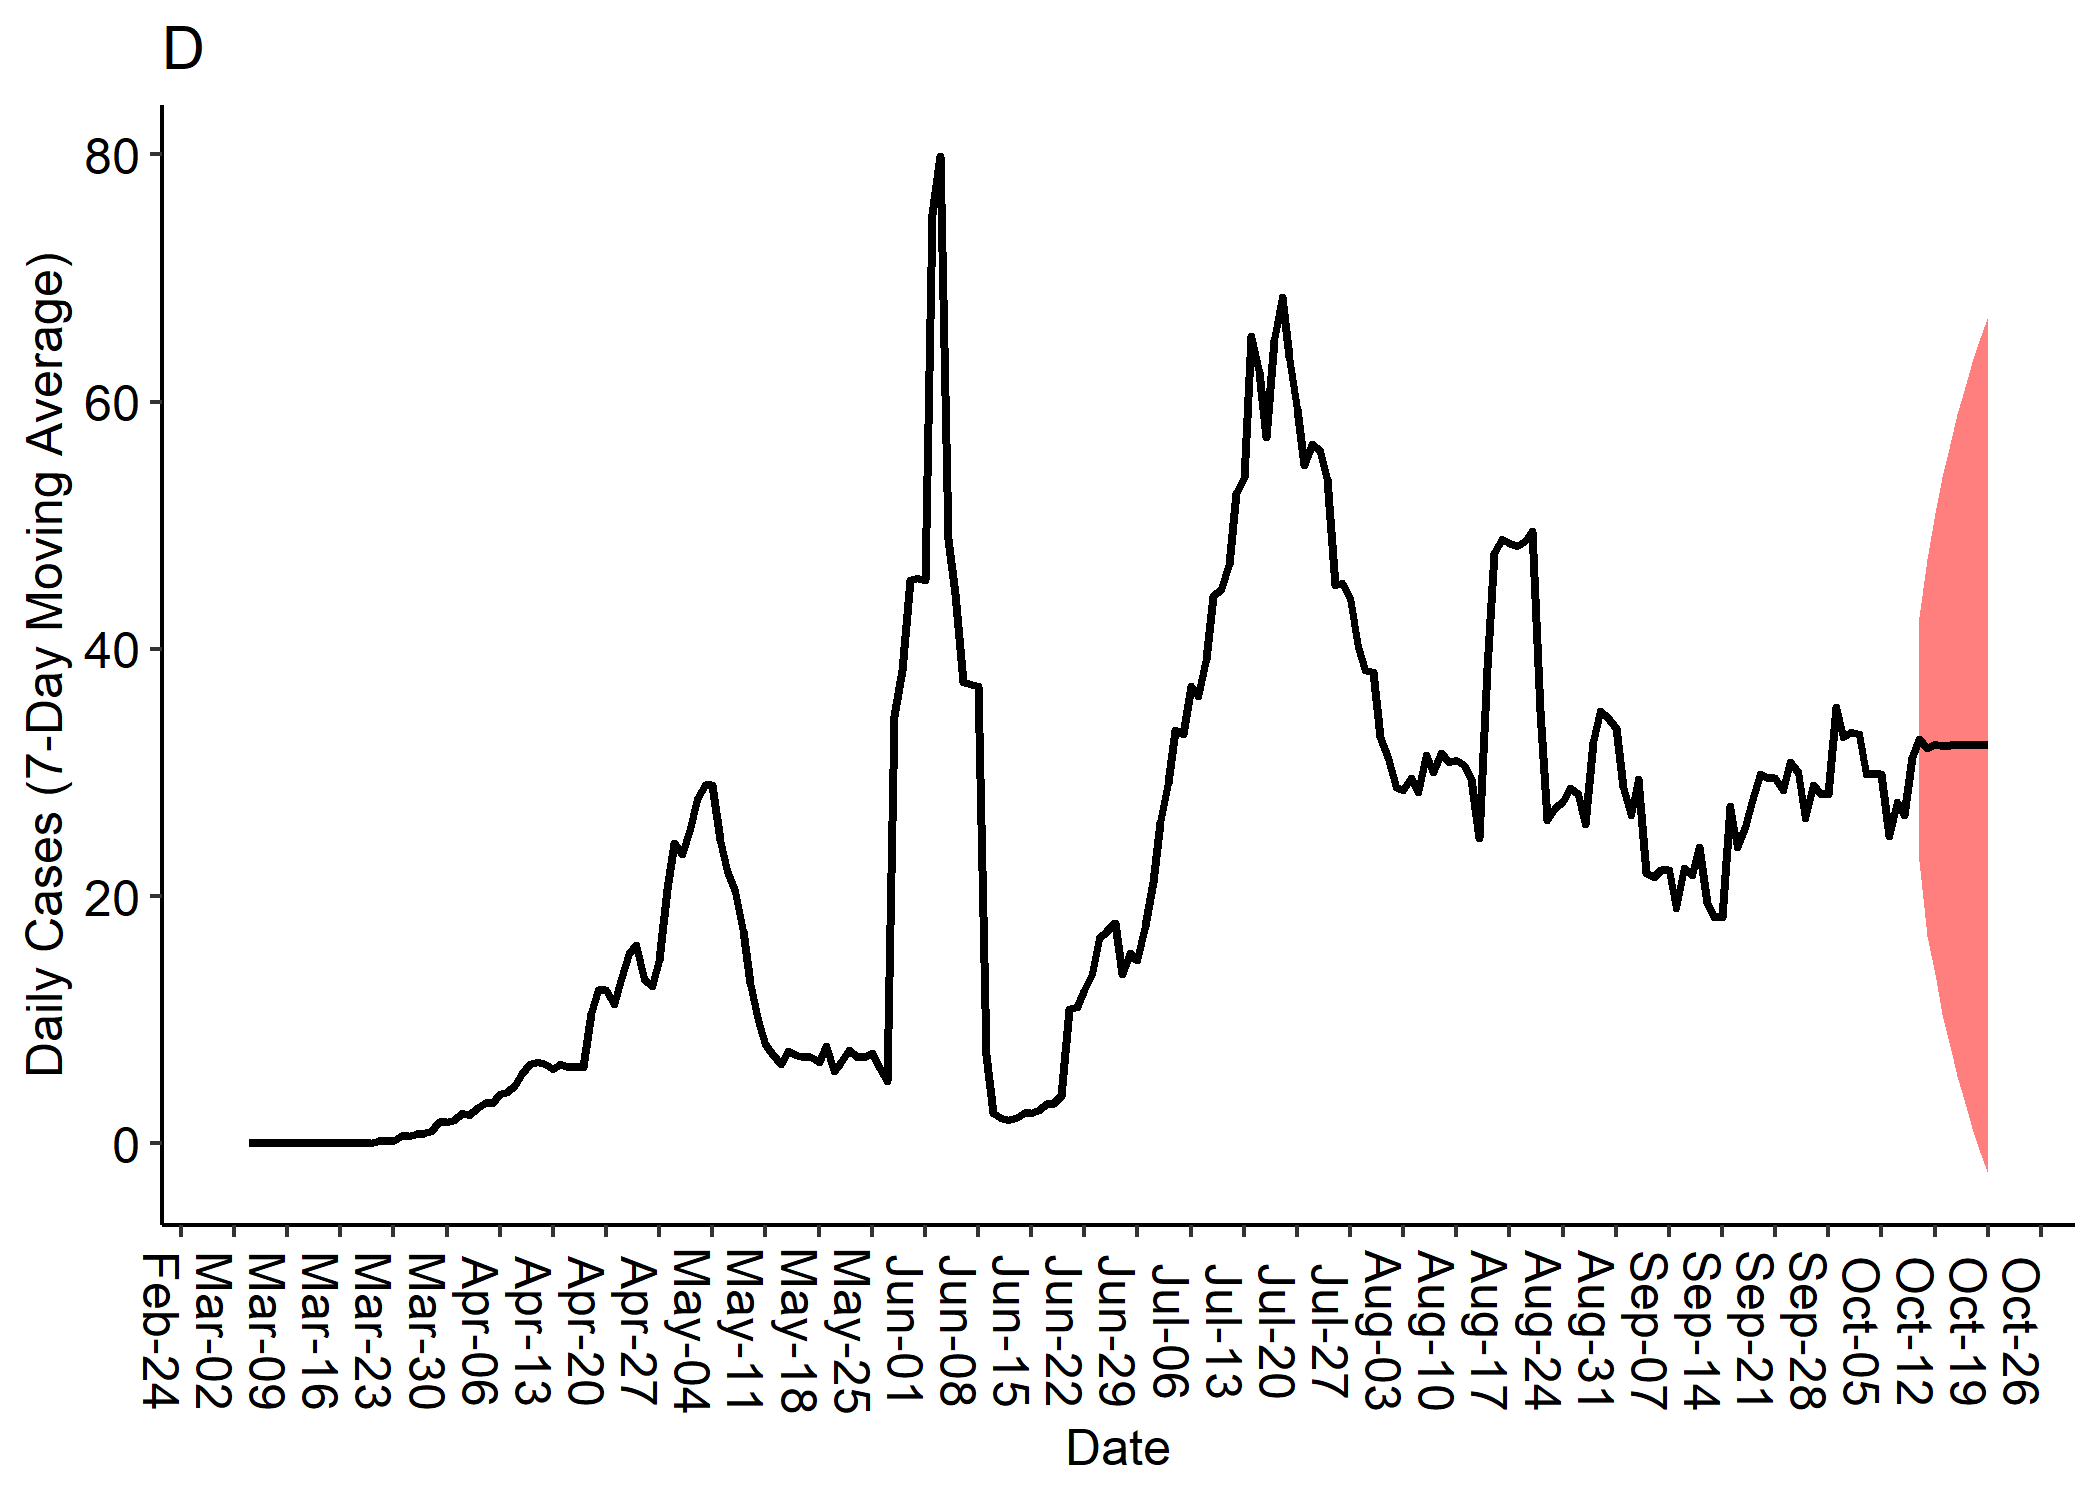 D
Daily Cases (7-Day Moving Average)
80
60
40
20
0
Feb-24
Mar-02
Mar-09
Mar-16
Mar-23
Mar-30
Apr-06
Apr-13
Apr-20
Apr-27
May-04
May-11
May-18
May-25
Jun-01
Jun-08
Jun-15
Jun-22
Jun-29
Jul-06
Jul-13
Jul-20
Jul-27
Aug-03
Aug-10
Aug-17
Aug-24
Aug-31
Sep-07
Sep-14
Sep-21
Sep-28
Oct-05
Oct-12
Oct-19
Oct-26
Date